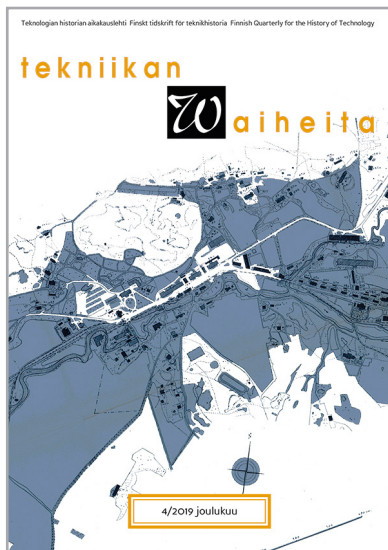 Teknologian historian aikakauslehti Finskt tidskrift för teknikhistoria Finnish Quarterly for the History of Technology
tekniikan
Waiheita
S
4/2019 joulukuu